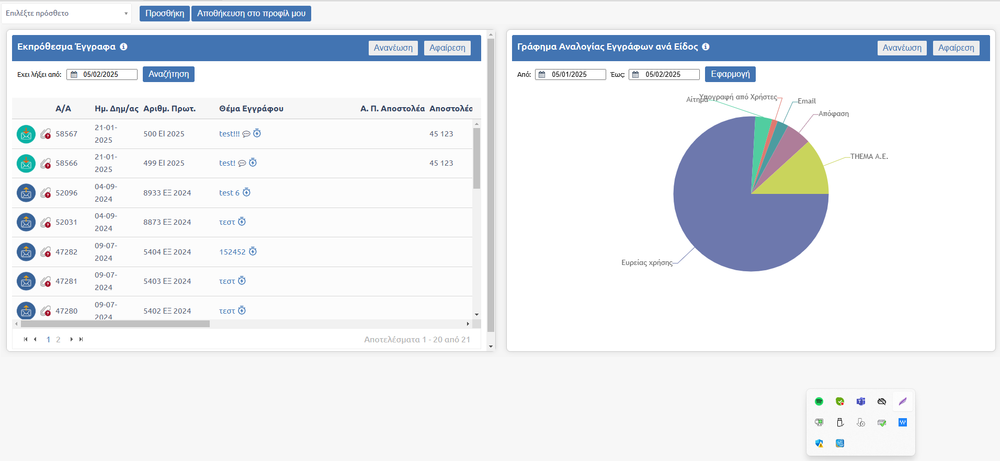 Επιλέξτε πρόσθετο
Προσθήκη
Αποθήκευση στο προφίλ μου
Εκπρόθεσμα Έγγραφα
Ανανέωση
Αφαίρεση
Εχει λήξει από:
05/02/2025
Αναζήτηση
Α/Α Ημ. Δημ/ας Αριθμ. Πρωτ. Θέμα Εγγράφου Α. Π. Αποστολέα Αποστολέα
58567 21-01-2025 500 ΕΙ 2025 test!!! 45 123
58566 21-01-2025 499 ΕΙ 2025 test! 45 123
52096 04-09-2024 8933 ΕΞ 2024 test 6
52031 04-09-2024 8873 ΕΞ 2024 τεστ
47282 09-07-2024 5404 ΕΞ 2024 152452
47281 09-07-2024 5403 ΕΞ 2024 τεστ
47280 09-07-2024 5402 ΕΞ 2024 τεστ
1 2
Αποτελέσματα 1 - 20 από 21
Γράφημα Αναλογίας Εγγράφων ανά Είδος
Ανανέωση
Αφαίρεση
Από: 05/01/2025 Έως: 05/02/2025 Εφαρμογή
Υπογραφή από Χρήστες
Αίτημα
Email
Απόφαση
THEMA A.E.
Ευρείας χρήσης